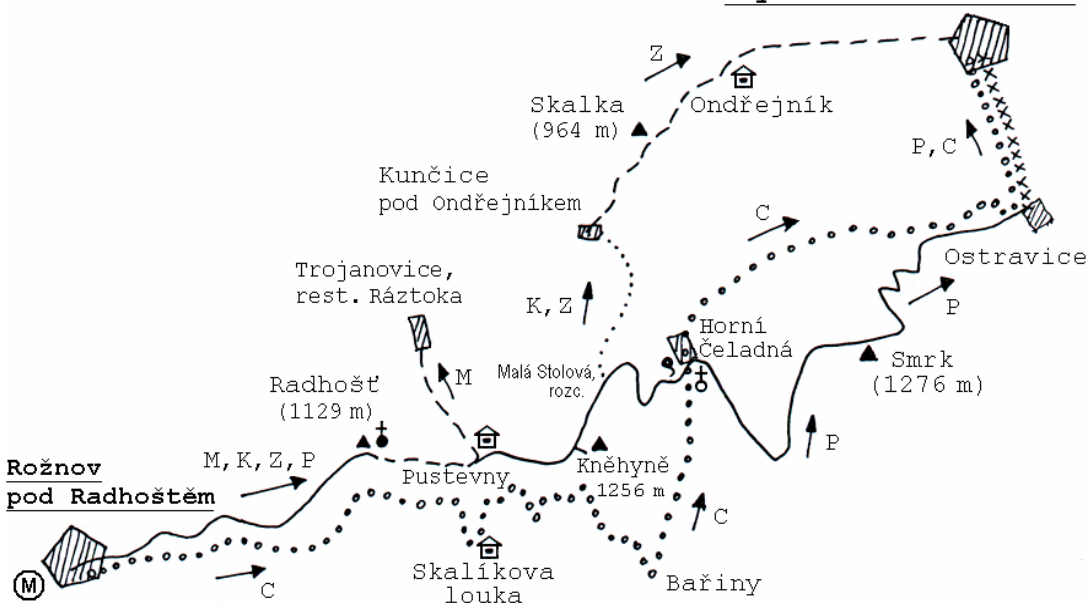 Z
Skalka
(964 m)
Ondřejník
P,C
Kunčice
pod Ondřejníkem
C
Ostravice
Trojanovice,
rest. Ráztoka
K,Z
P
Horní
Čeladná
Malá Stolová,
rozc.
Smrk
(1276 m)
M
Radhošť
(1129 m)
P
M,K,Z,P
Rožnov
pod Radhoštěm
Pustevny
Kněhyně
1256 m
C
Skalíkova
louka
Bařiny
C
M